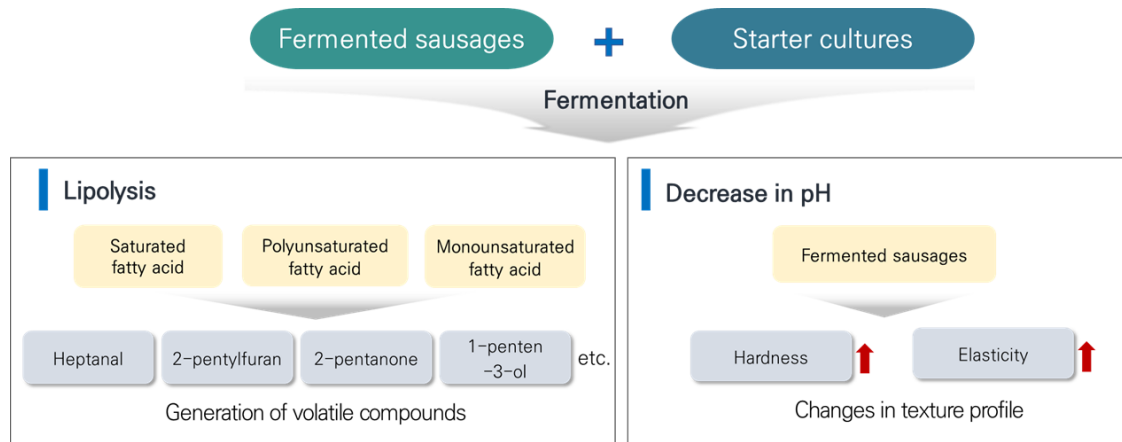 Fermented sausages + Starter cultures
Fermentation
Lipolysis
Saturated
fatty acid
Polyunsaturated
fatty acid
Monounsaturated
fatty acid
Heptanal
2-pentylfuran
2-pentanone
1-penten
-3-ol
etc.
Generation of volatile compounds
Decrease in pH
Fermented sausages
Hardness
Elasticity
Changes in texture profile